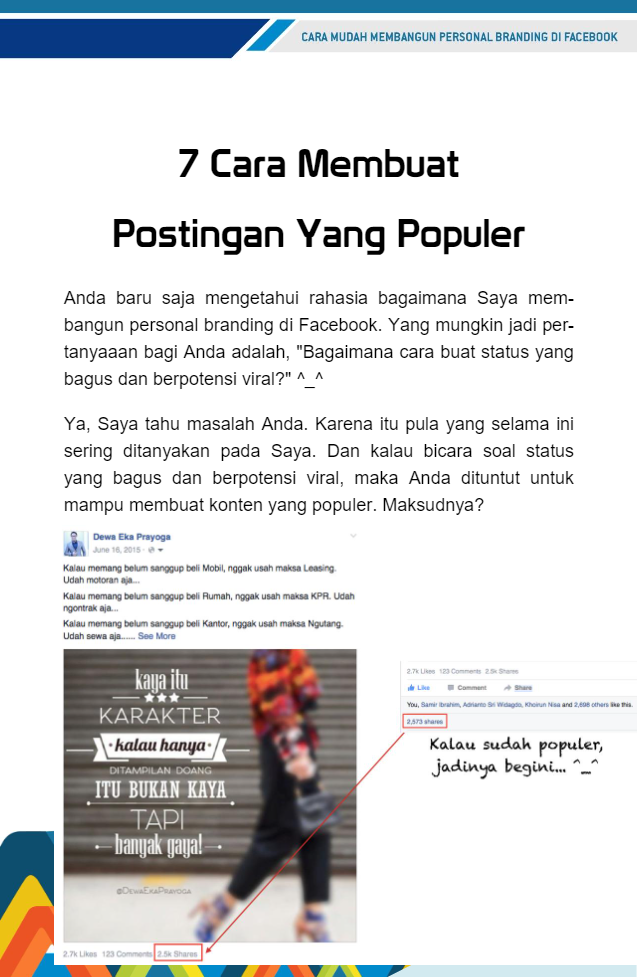 CARA MUDAH MEMBANGUN PERSONAL BRANDING DI FACEBOOK
7 Cara Membuat
Postingan Yang Populer
Anda baru saja mengetahui rahasia bagaimana Saya mem-
bangun personal branding di Facebook. Yang mungkin jadi per-
tanyaaan bagi Anda adalah, "Bagaimana cara buat status yang
bagus dan berpotensi viral?" ^_^
Ya, Saya tahu masalah Anda. Karena itu pula yang selama ini
sering ditanyakan pada Saya. Dan kalau bicara soal status
yang bagus dan berpotensi viral, maka Anda dituntut untuk
mampu membuat konten yang populer. Maksudnya?
Dewa Eka Prayoga
June 16, 2015
Kalau memang belum sanggup beli Mobil, nggak usah maksa Leasing.
Udah motoran aja...
Kalau memang belum sanggup beli Rumah, nggak usah maksa KPR. Udah
ngontrak aja...
Kalau memang belum sanggup beli Kantor, nggak usah maksa Ngutang.
Udah sewa aja...... See More
kaya itu
KARAKTER
kalau hanya
DITAMPILAN DOANG
ITU BUKAN KAYA
TAPI
banyak gaya!
@DewaEkaPrayoga
2.7k Likes 123 Comments 2.5k Shares
2.7k Likes 123 Comments 2.5k Shares
Like Comment Share
You, Samir Ibrahim, Adrianto Sri Widagdo, Khoirun Nisa and 2,698 others like this.
2,573 shares
Kalau sudah populer,
jadinya begini... ^_^